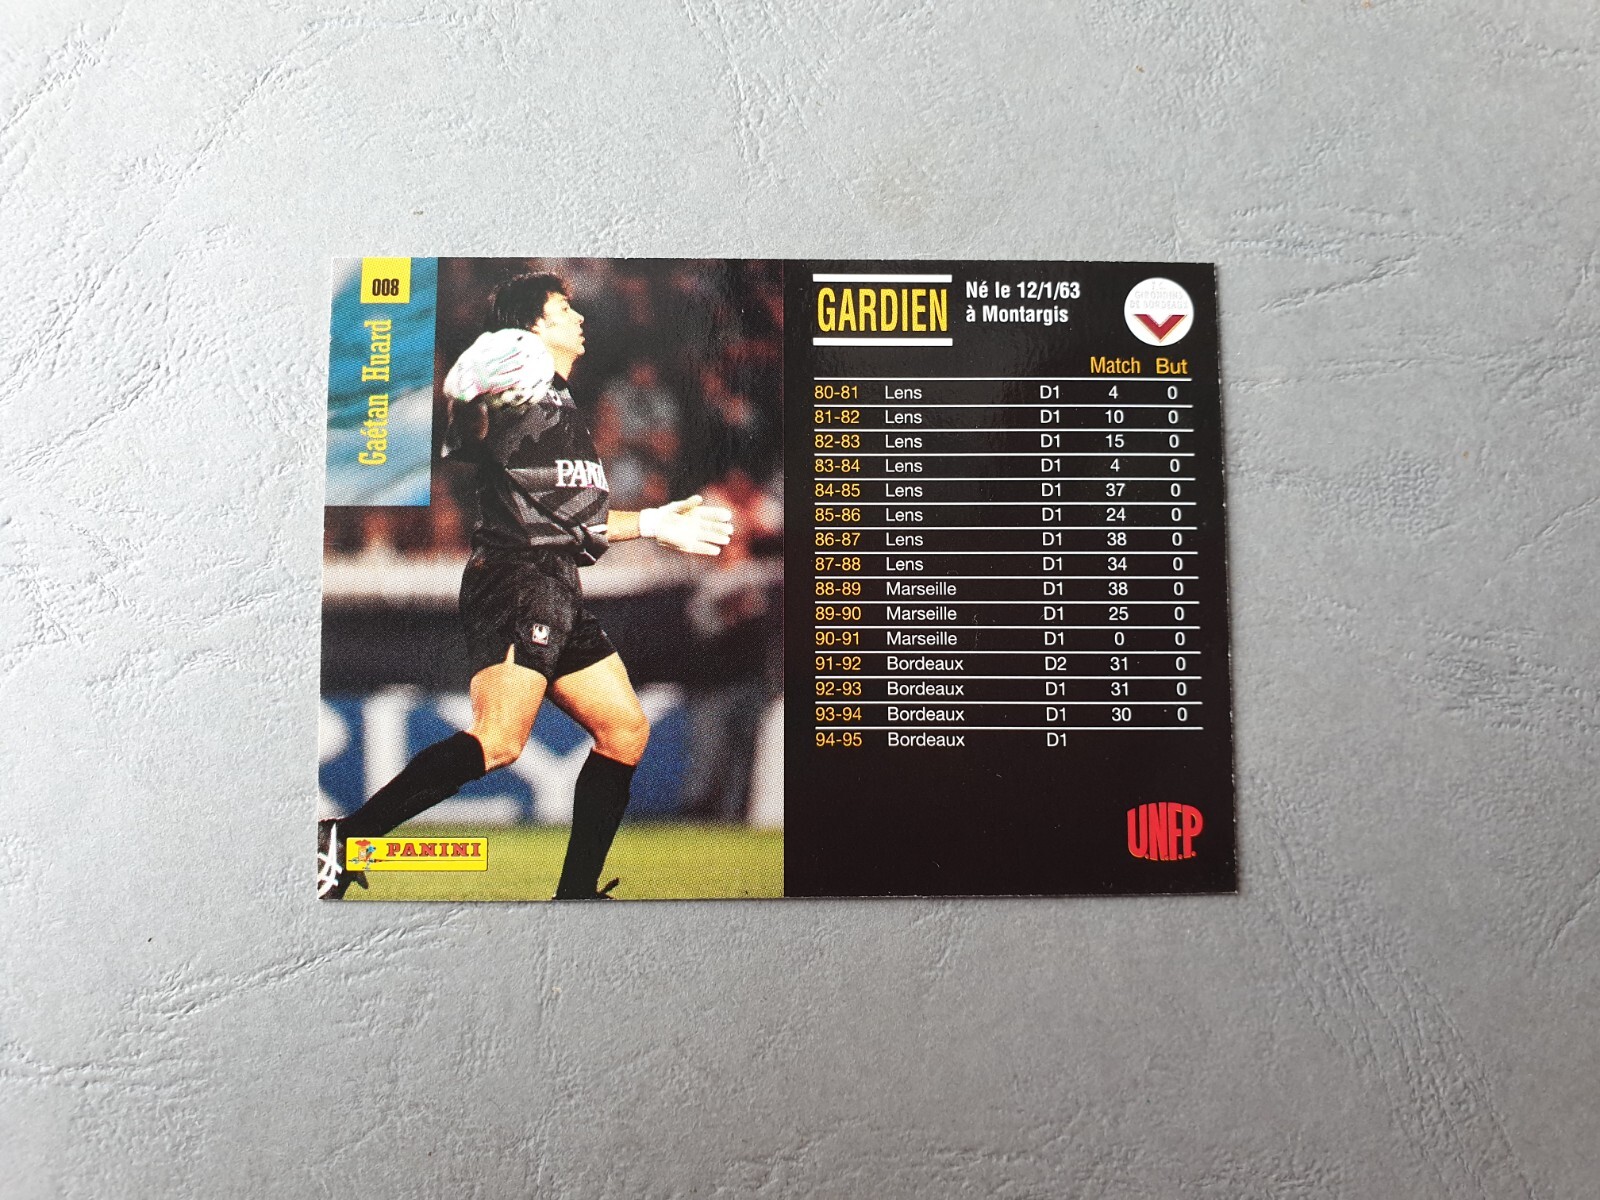 008
Gaétan Huard
PANINI
GARDIEN
Né le 12/1/63
à Montargis
F.C.
GIRONDINS
DE BORDEAUX
Match But
80-81 Lens D1 4 0
81-82 Lens D1 10 0
82-83 Lens D1 15 0
83-84 Lens D1 4 0
84-85 Lens D1 37 0
85-86 Lens D1 24 0
86-87 Lens D1 38 0
87-88 Lens D1 34 0
88-89 Marseille D1 38 0
89-90 Marseille D1 25 0
90-91 Marseille D1 0 0
91-92 Bordeaux D2 31 0
92-93 Bordeaux D1 31 0
93-94 Bordeaux D1 30 0
94-95 Bordeaux D1
U.N.F.P.